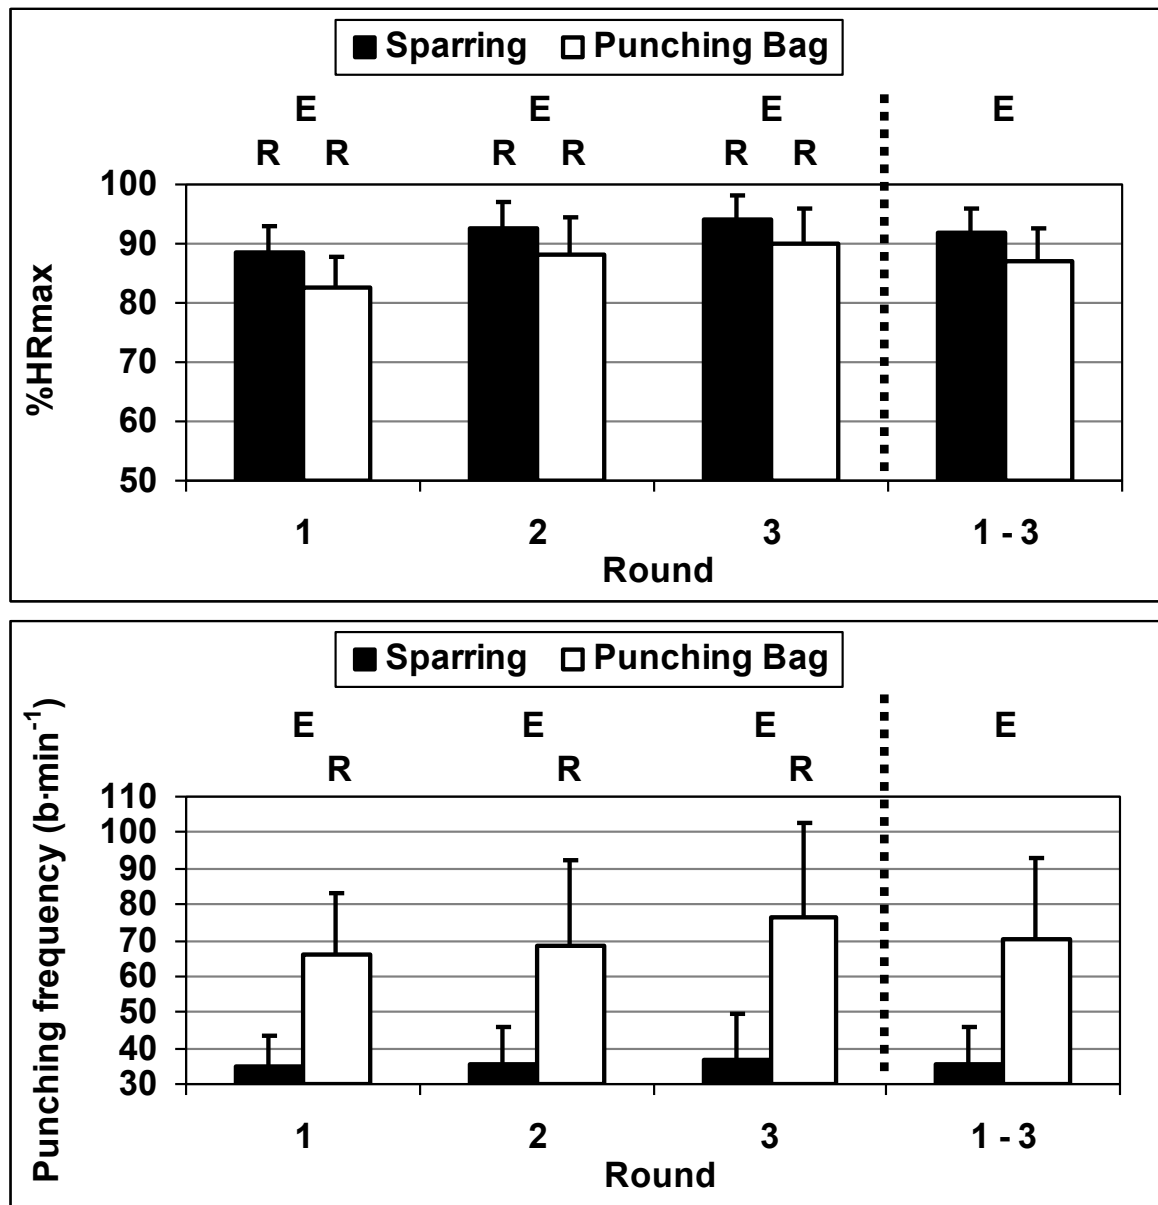 Sparring Punching Bag
E E E E
R R R R R R
100
90
80
70
60
50
%HRmax
1 2 3 1 - 3
Round
Sparring Punching Bag
E E E E
R R R
110
100
90
80
70
60
50
40
30
Punching frequency (b·min⁻¹)
1 2 3 1 - 3
Round